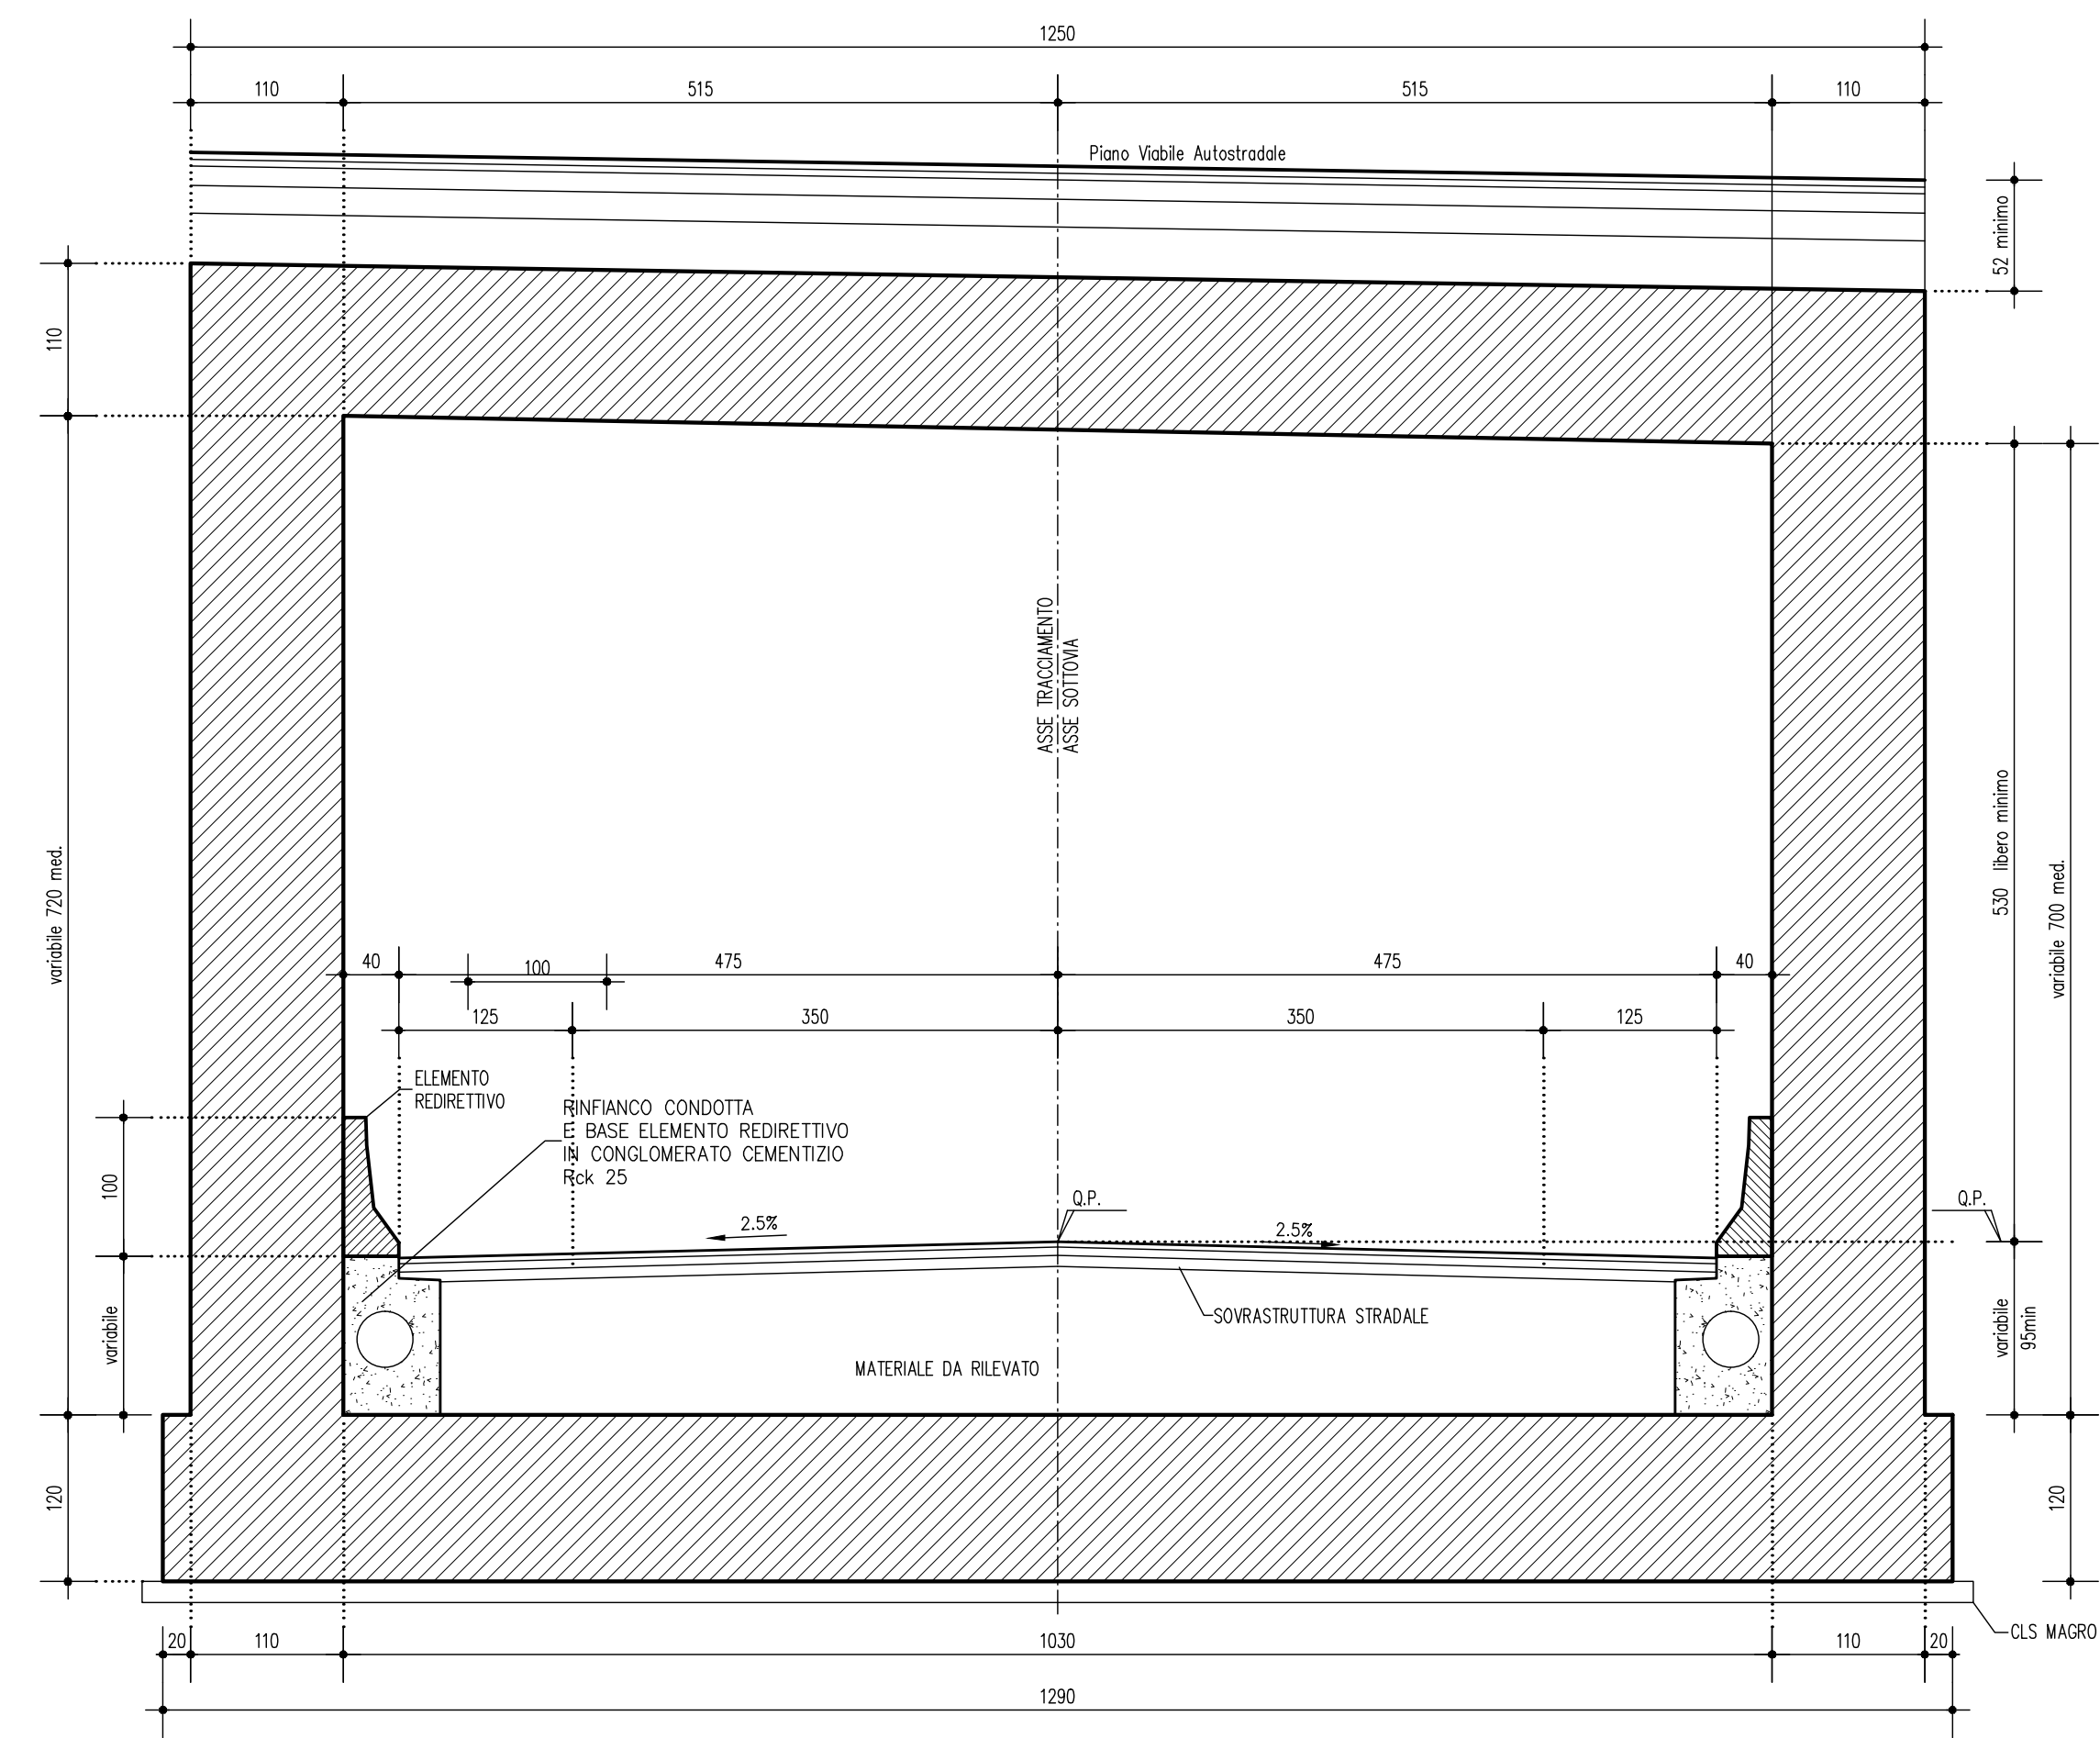 1250
110
515
515
110
Piano Viabile Autostradale
52 minimo
110
variabile 720 med.
ASSE TRACCIAMENTO
ASSE SOTTOVIA
530 libero minimo
variabile 700 med.
40
100
475
475
40
125
350
350
125
ELEMENTO
REDIRETTIVO
RINFIANCO CONDOTTA
E BASE ELEMENTO REDIRETTIVO
IN CONGLOMERATO CEMENTIZIO
Rck 25
100
Q.P.
Q.P.
2.5%
2.5%
variabile
SOVRASTRUTTURA STRADALE
variabile
95min
MATERIALE DA RILEVATO
120
120
CLS MAGRO
20
110
1030
110
20
1290